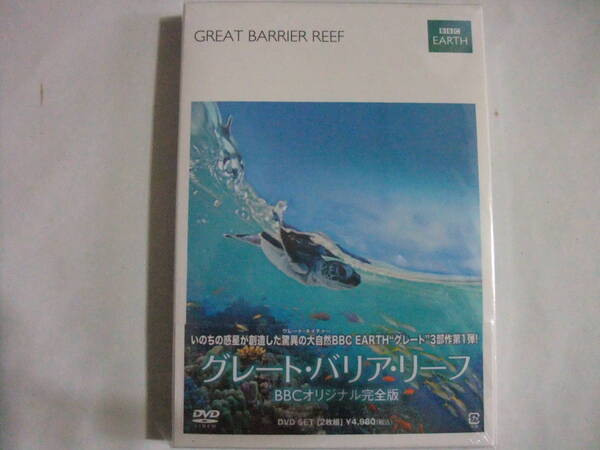 GREAT BARRIER REEF
BBC
EARTH
グレート・ネイチャー
いのちの惑星が創造した驚異の大自然BBC EARTH“グレート”3部作第1弾!
グレート・バリア・リーフ
BBCオリジナル完全版
DVD
VIDEO
DVD SET [2枚組] ¥4,980(税込)